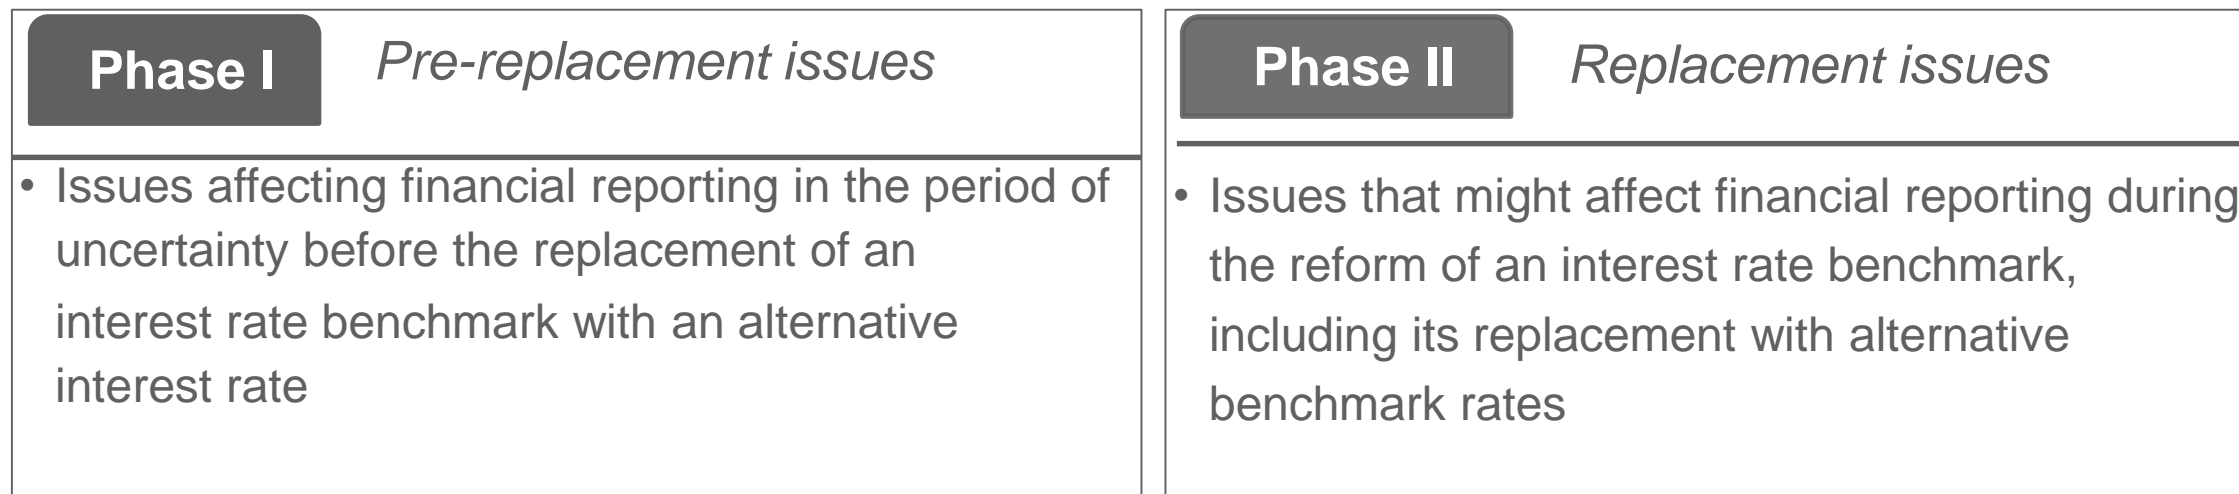 Phase I
Pre-replacement issues
• Issues affecting financial reporting in the period of
uncertainty before the replacement of an
interest rate benchmark with an alternative
interest rate
Phase II
Replacement issues
• Issues that might affect financial reporting during
the reform of an interest rate benchmark,
including its replacement with alternative
benchmark rates